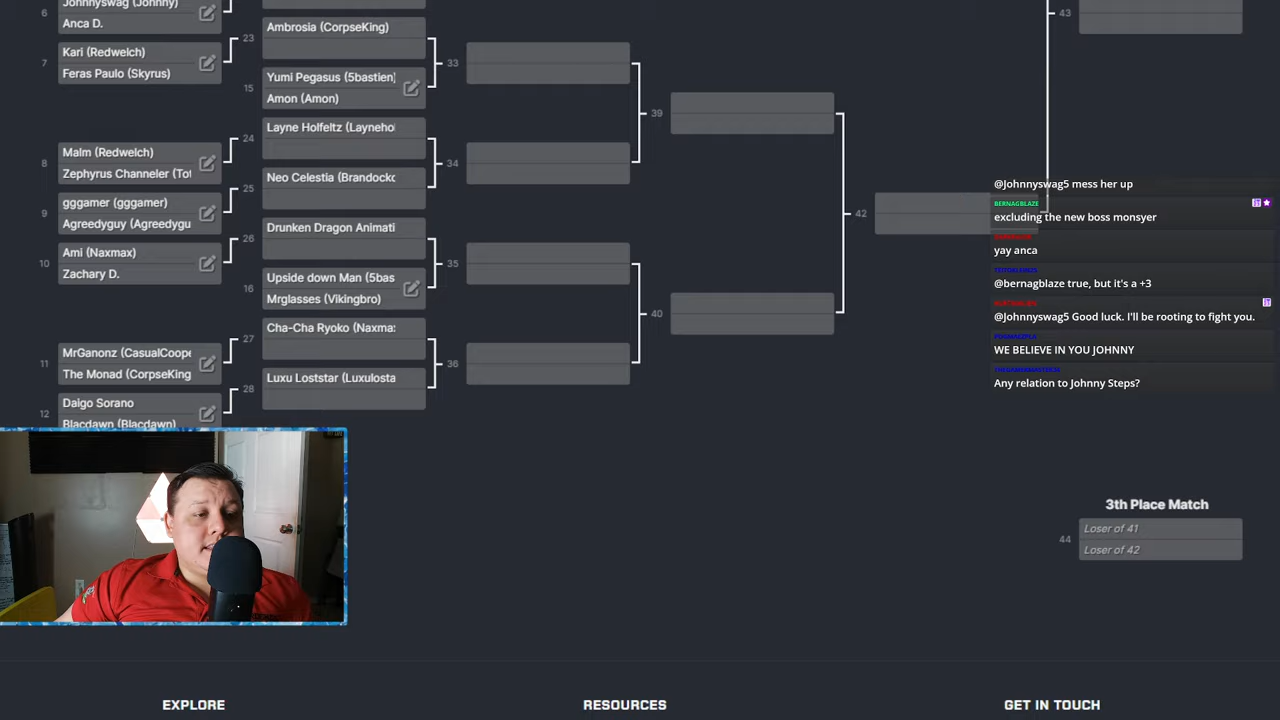 6
Johnnyswag (Johnny)
Anca D.
7
Kari (Redwelch)
Feras Paulo (Skyrus)
8
Malm (Redwelch)
Zephyrus Channeler (Tot
9
gggamer (gggamer)
Agreedyguy (Agreedygu
10
Ami (Naxmax)
Zachary D.
11
MrGanonz (CasualCoope
The Monad (CorpseKing
12
Daigo Sorano
Blacdawn (Blacdawn)
23
Ambrosia (CorpseKing)
15
Yumi Pegasus (5bastien)
Amon (Amon)
24
Layne Holfeltz (Layneho
25
Neo Celestia (Brandock
26
Drunken Dragon Animati
16
Upside down Man (5bas
Mrglasses (Vikingbro)
27
Cha-Cha Ryoko (Naxma
28
Luxu Loststar (Luxulosta
33
34
35
36
39
40
42
43
@Johnnyswag5 mess her up
BERNAGBLAZE
excluding the new boss monsyer
yay anca
@bernagblaze true, but it's a +3
@Johnnyswag5 Good luck. I'll be rooting to fight you.
WE BELIEVE IN YOU JOHNNY
Any relation to Johnny Steps?
3th Place Match
44
Loser of 41
Loser of 42
EXPLORE
RESOURCES
GET IN TOUCH